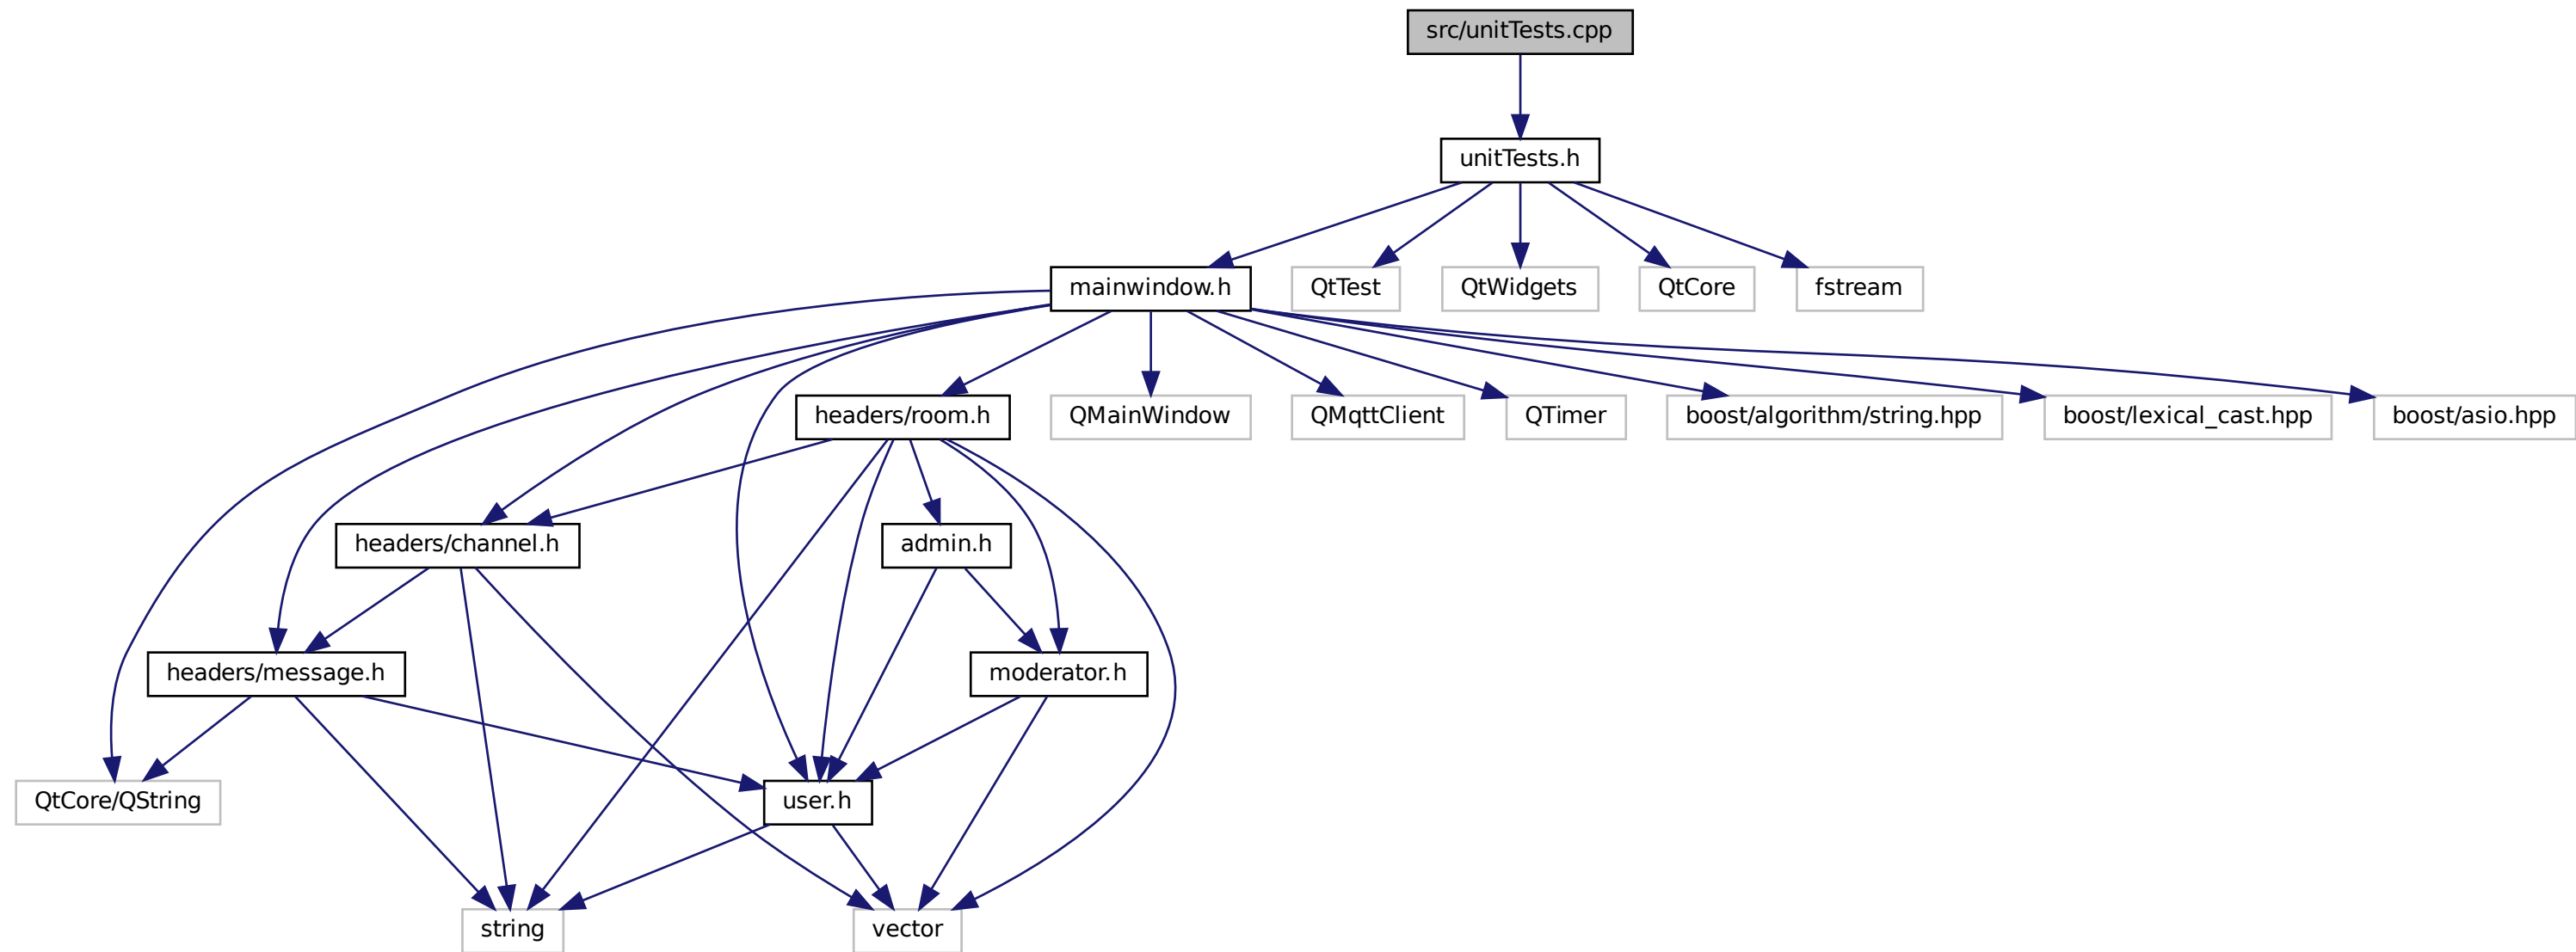 src/unitTests.cpp
unitTests.h
mainwindow.h
QtTest
QtWidgets
QtCore
fstream
headers/room.h
QMainWindow
QMqttClient
QTimer
boost/algorithm/string.hpp
boost/lexical_cast.hpp
boost/asio.hpp
headers/channel.h
admin.h
headers/message.h
moderator.h
QtCore/QString
user.h
string
vector